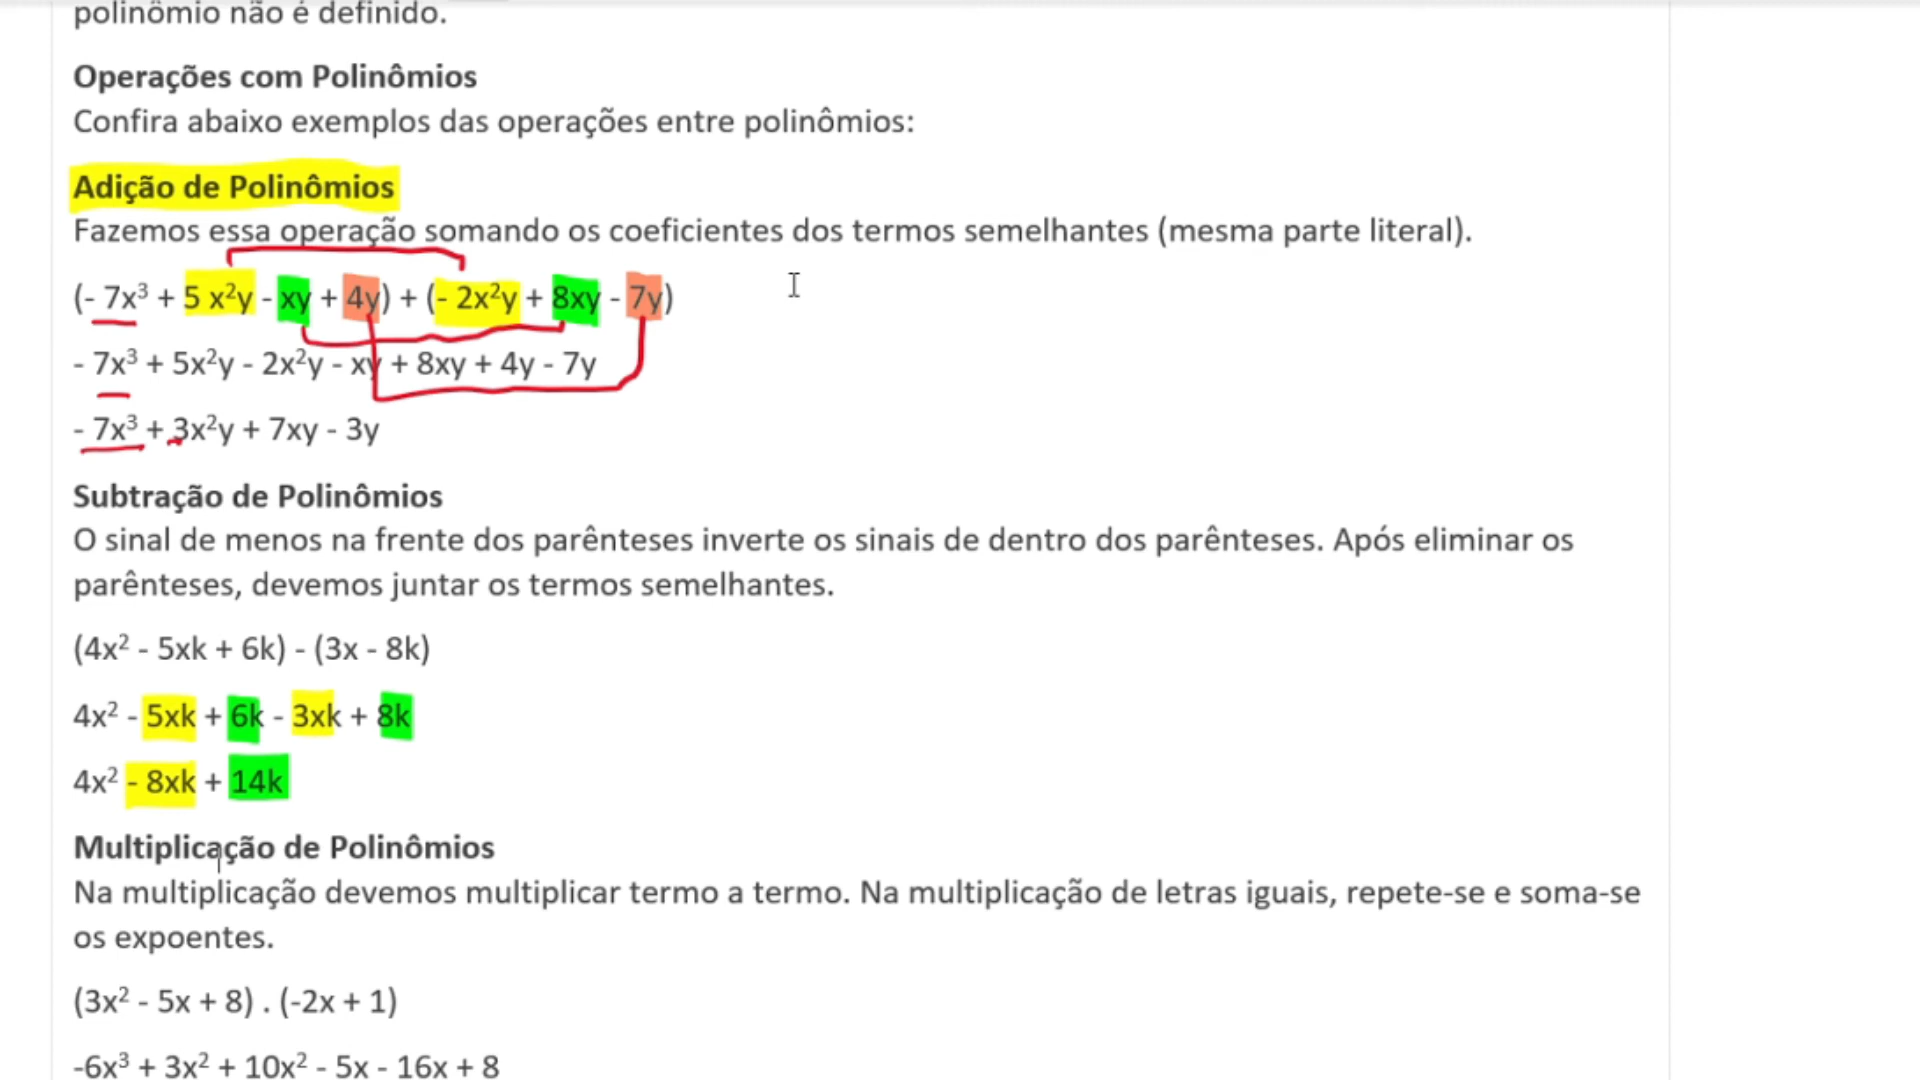 polinômio não é definido.
Operações com Polinômios
Confira abaixo exemplos das operações entre polinômios:
Adição de Polinômios
Fazemos essa operação somando os coeficientes dos termos semelhantes (mesma parte literal).
(- 7x³ + 5 x²y - xy + 4y) + (- 2x²y + 8xy - 7y)
- 7x³ + 5x²y - 2x²y - xy + 8xy + 4y - 7y
- 7x³ + 3x²y + 7xy - 3y
Subtração de Polinômios
O sinal de menos na frente dos parênteses inverte os sinais de dentro dos parênteses. Após eliminar os
parênteses, devemos juntar os termos semelhantes.
(4x² - 5xk + 6k) - (3x - 8k)
4x² - 5xk + 6k - 3xk + 8k
4x² - 8xk + 14k
Multiplicação de Polinômios
Na multiplicação devemos multiplicar termo a termo. Na multiplicação de letras iguais, repete-se e soma-se
os expoentes.
(3x² - 5x + 8) . (-2x + 1)
-6x³ + 3x² + 10x² - 5x - 16x + 8